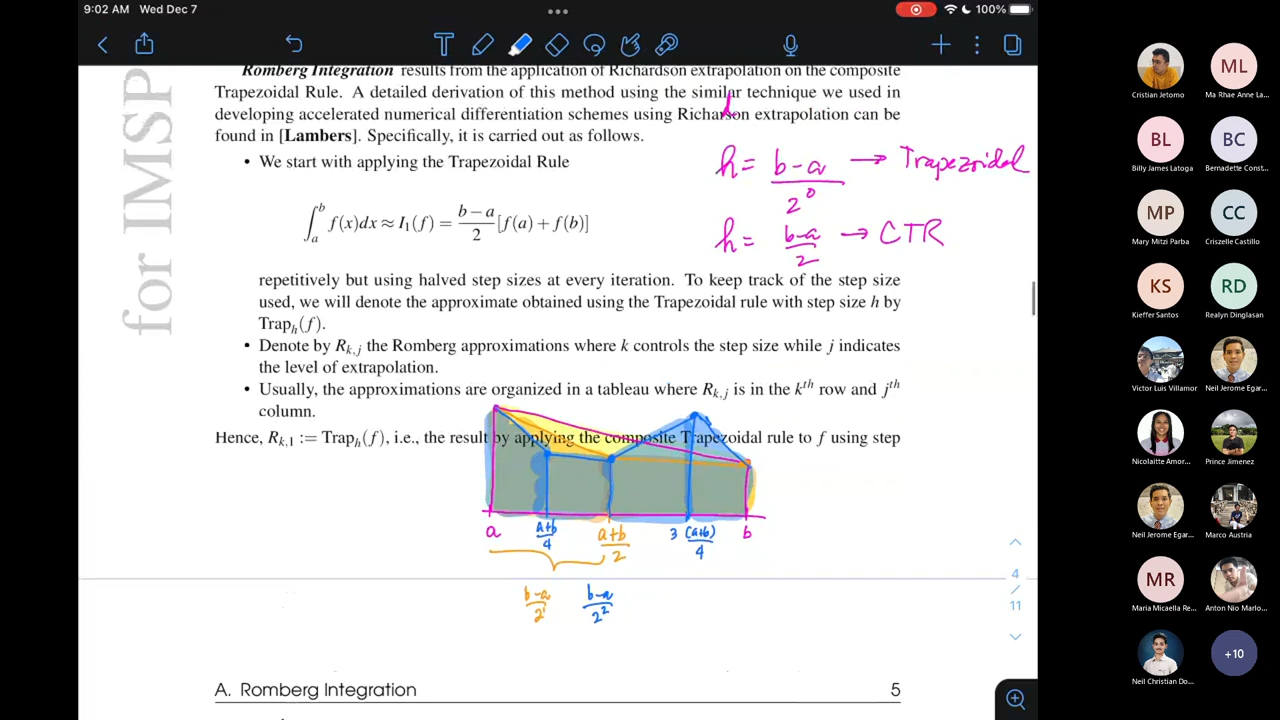 9:02 AM Wed Dec 7
100%
for IMSP
Romberg Integration results from the application of Richardson extrapolation on the composite
Trapezoidal Rule. A detailed derivation of this method using the similar technique we used in
developing accelerated numerical differentiation schemes using Richarson extrapolation can be
found in [Lambers]. Specifically, it is carried out as follows.
• We start with applying the Trapezoidal Rule
∫_a^b f(x)dx ≈ I₁(f) = (b−a)/2 [f(a) + f(b)]
repetitively but using halved step sizes at every iteration. To keep track of the step size
used, we will denote the approximate obtained using the Trapezoidal rule with step size h by
Trap_h(f).
• Denote by R_{k,j} the Romberg approximations where k controls the step size while j indicates
the level of extrapolation.
• Usually, the approximations are organized in a tableau where R_{k,j} is in the k^{th} row and j^{th}
column.
Hence, R_{k,1} := Trap_h(f), i.e., the result by applying the composite Trapezoidal rule to f using step
d
h = (b−a)/2⁰ → Trapezoidal
h = (b−a)/2 → CTR
a (a+b)/4 (a+b)/2 3(a+b)/4 b
(b−a)/2¹ (b−a)/2²
A. Romberg Integration 5
4
/
11
Cristian Jetomo
ML
Ma Rhae Anne La...
BL
Billy James Latoga
BC
Bernadette Const...
MP
Mary Mitzi Parba
CC
Criszelle Castillo
KS
Kieffer Santos
RD
Realyn Dinglasan
Victor Luis Villamor
Neil Jerome Egar...
Nicolaitte Amor...
Prince Jimenez
Neil Jerome Egar...
Marco Austria
MR
Maria Micaella Re...
Anton Nio Marlo...
Neil Christian Do...
+10